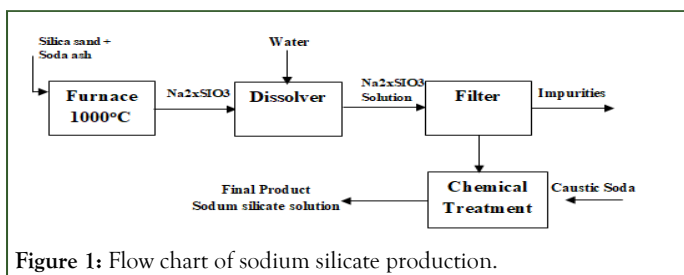 Silica sand +
Soda ash
Water
Furnace
1000°C
Na2xSIO3
Dissolver
Na2xSIO3
Solution
Filter
Impurities
Chemical
Treatment
Caustic Soda
Final Product
Sodum silicate solution
Figure 1: Flow chart of sodium silicate production.